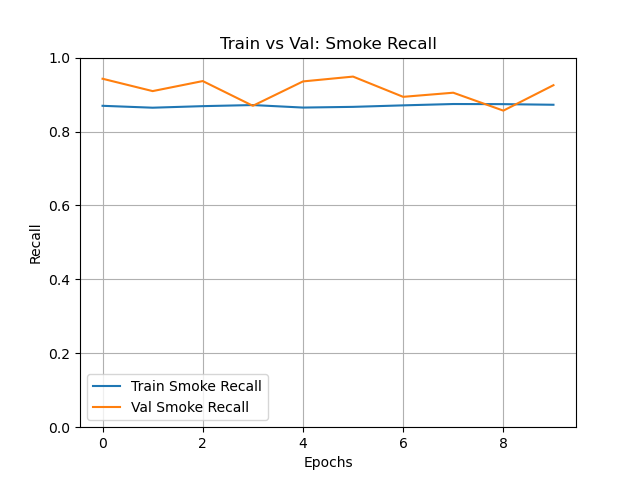 Train vs Val: Smoke Recall
1.0
0.8
0.6
0.4
0.2
0.0
Recall
Train Smoke Recall
Val Smoke Recall
0 2 4 6 8
Epochs